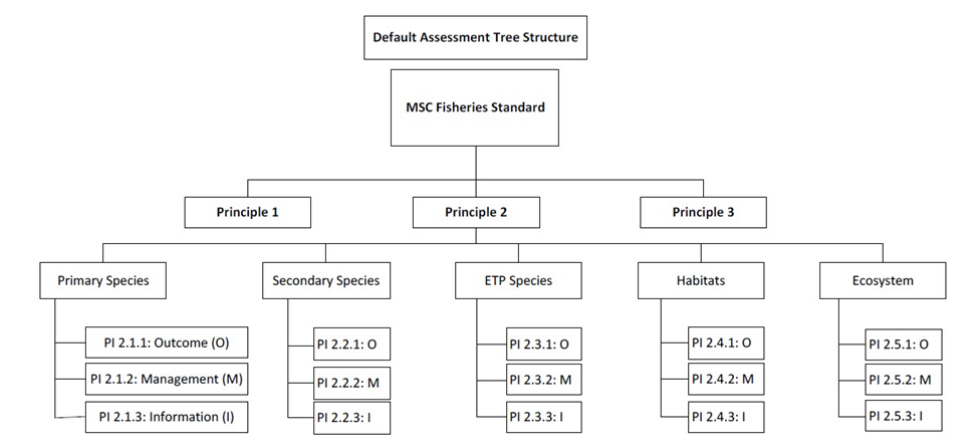 Default Assessment Tree Structure
MSC Fisheries Standard
Principle 1
Principle 2
Principle 3
Primary Species
Secondary Species
ETP Species
Habitats
Ecosystem
PI 2.1.1: Outcome (O)
PI 2.1.2: Management (M)
PI 2.1.3: Information (I)
PI 2.2.1: O
PI 2.2.2: M
PI 2.2.3: I
PI 2.3.1: O
PI 2.3.2: M
PI 2.3.3: I
PI 2.4.1: O
PI 2.4.2: M
PI 2.4.3: I
PI 2.5.1: O
PI 2.5.2: M
PI 2.5.3: I